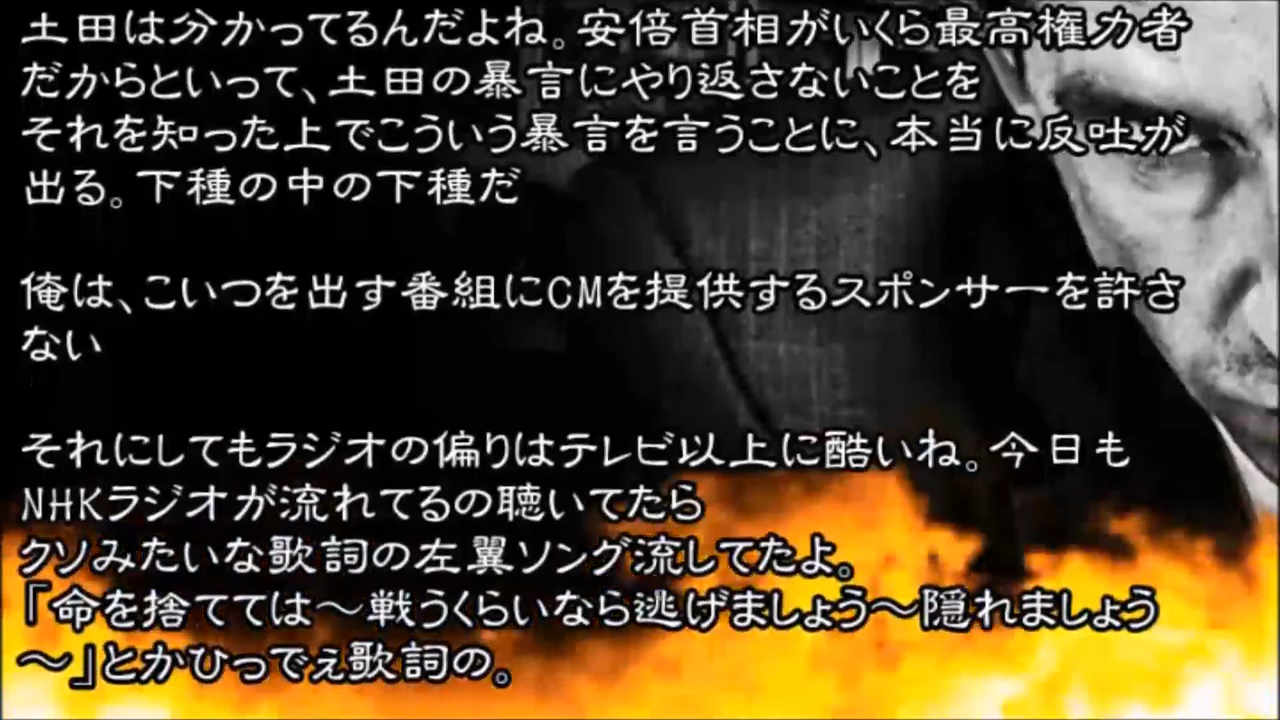 土田は分かってるんだよね。安倍首相がいくら最高権力者
だからといって、土田の暴言にやり返さないことを
それを知った上でこういう暴言を言うことに、本当に反吐が
出る。下種の中の下種だ
俺は、こいつを出す番組にCMを提供するスポンサーを許さ
ない
それにしてもラジオの偏りはテレビ以上に酷いね。今日も
NHKラジオが流れてるの聴いてたら
クソみたいな歌詞の左翼ソング流してたよ。
「命を捨てては～戦うくらいなら逃げましょう～隠れましょう
～」とかひっでぇ歌詞の。